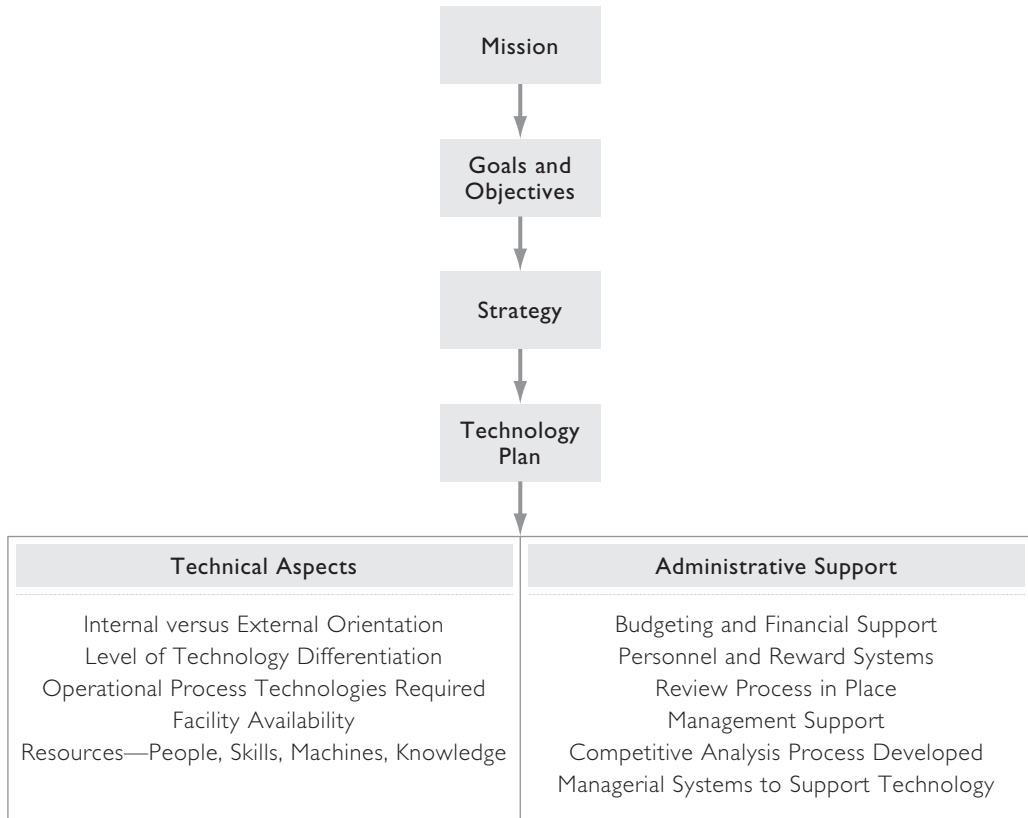 Mission
Goals and
Objectives
Strategy
Technology
Plan
Technical Aspects
Internal versus External Orientation
Level of Technology Differentiation
Operational Process Technologies Required
Facility Availability
Resources—People, Skills, Machines, Knowledge
Administrative Support
Budgeting and Financial Support
Personnel and Reward Systems
Review Process in Place
Management Support
Competitive Analysis Process Developed
Managerial Systems to Support Technology